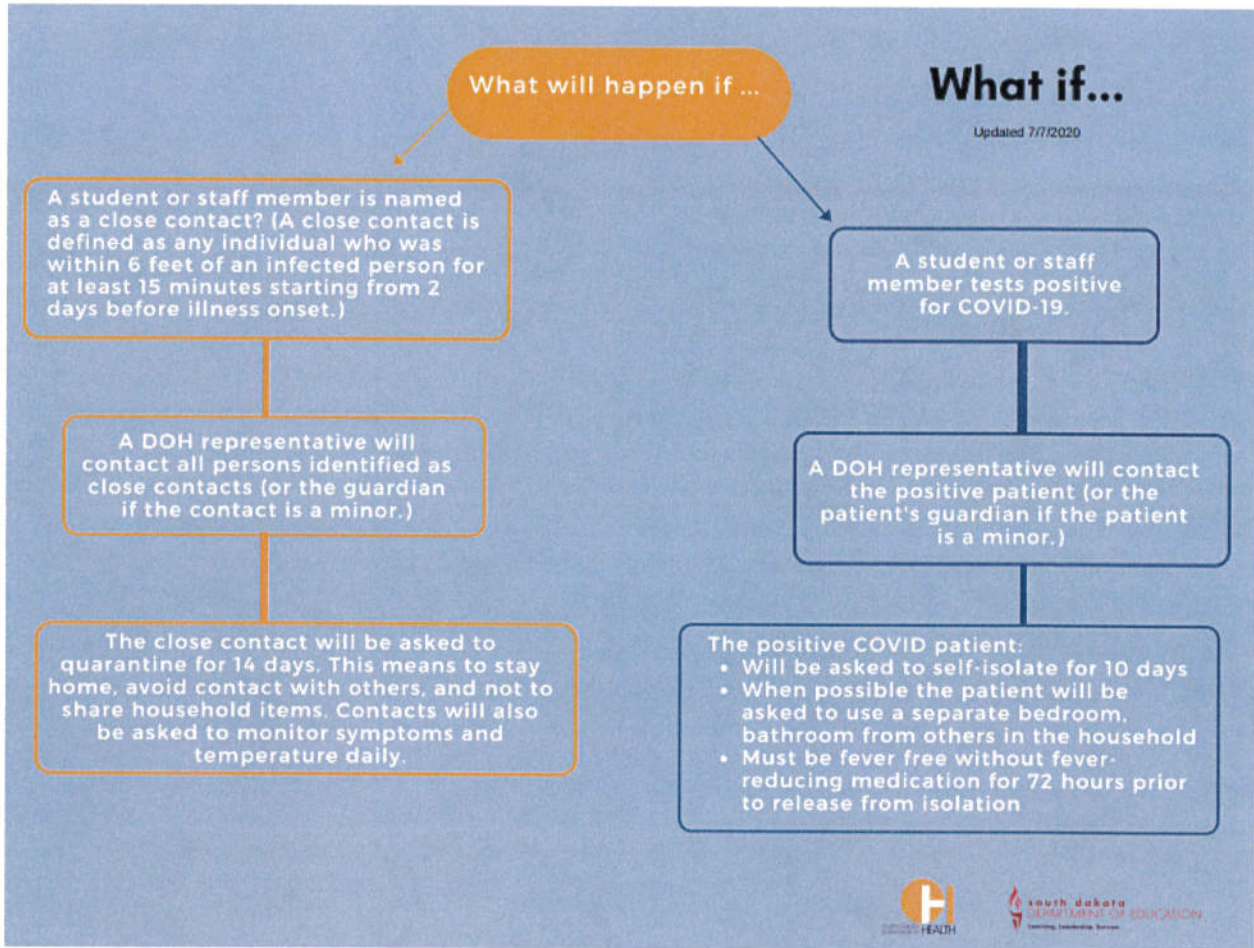 What will happen if ...
What if...
Updated 7/7/2020
A student or staff member is named
as a close contact? (A close contact is
defined as any individual who was
within 6 feet of an infected person for
at least 15 minutes starting from 2
days before illness onset.)
A DOH representative will
contact all persons identified as
close contacts (or the guardian
if the contact is a minor.)
The close contact will be asked to
quarantine for 14 days. This means to stay
home, avoid contact with others, and not to
share household items. Contacts will also
be asked to monitor symptoms and
temperature daily.
A student or staff
member tests positive
for COVID-19.
A DOH representative will contact
the positive patient (or the
patient's guardian if the patient
is a minor.)
The positive COVID patient:
• Will be asked to self-isolate for 10 days
• When possible the patient will be
asked to use a separate bedroom,
bathroom from others in the household
• Must be fever free without fever-
reducing medication for 72 hours prior
to release from isolation
HEALTH
south dakota
DEPARTMENT OF EDUCATION
Learning. Leadership. Service.